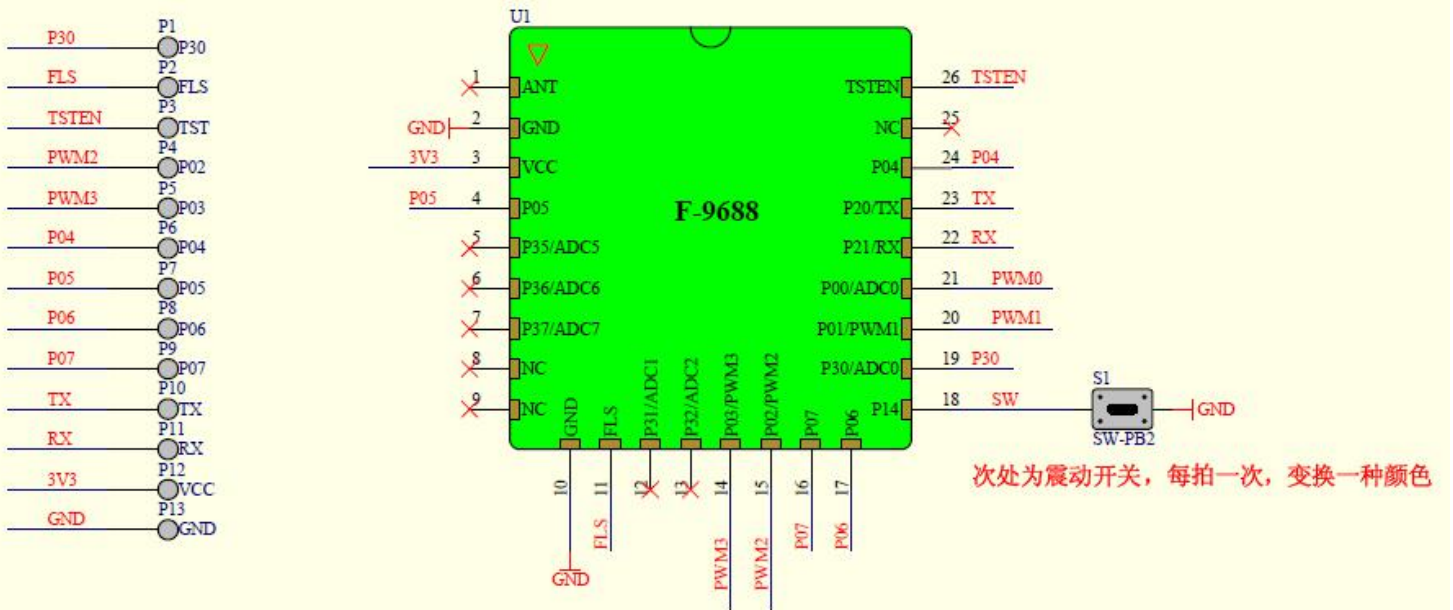 P1
P30 P30
P2
FLS FLS
P3
TSTEN TST
P4
PWM2 P02
P5
PWM3 P03
P6
P04 P04
P7
P05 P05
P8
P06 P06
P9
P07 P07
P10
TX TX
P11
RX RX
P12
3V3 VCC
P13
GND GND
U1
F-9688
1 ANT
GND 2 GND
3V3 3 VCC
P05 4 P05
5 P35/ADC5
6 P36/ADC6
7 P37/ADC7
8 NC
9 NC
TSTEN 26 TSTEN
NC 25
P04 24 P04
P20/TX 23 TX
P21/RX 22 RX
P00/ADC0 21 PWM0
P01/PWM1 20 PWM1
P30/ADC0 19 P30
P14 18 SW
GND 10 GND
FLS 11 FLS
P31/ADC1 12
P32/ADC2 13
P03/PWM3 14 PWM3
P02/PWM2 15 PWM2
P07 16 P07
P06 17 P06
S1
GND
SW-PB2
次处为震动开关，每拍一次，变换一种颜色